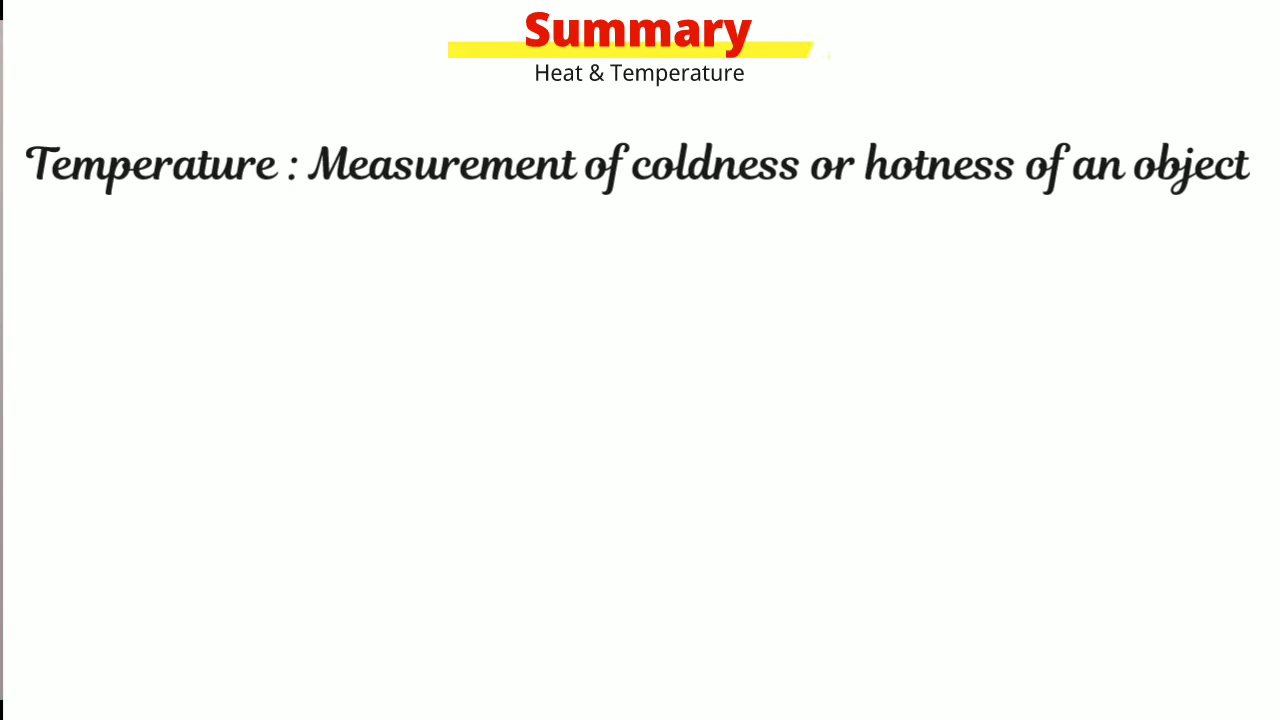 Summary
Heat & Temperature
Temperature : Measurement of coldness or hotness of an object